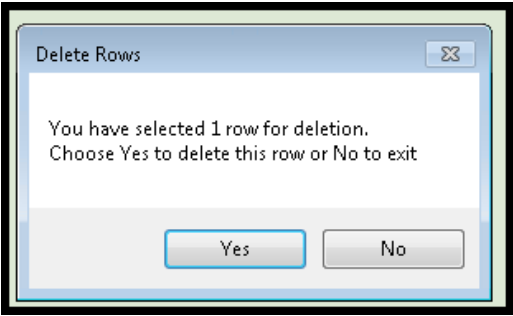 Delete Rows
You have selected 1 row for deletion.
Choose Yes to delete this row or No to exit
Yes
No